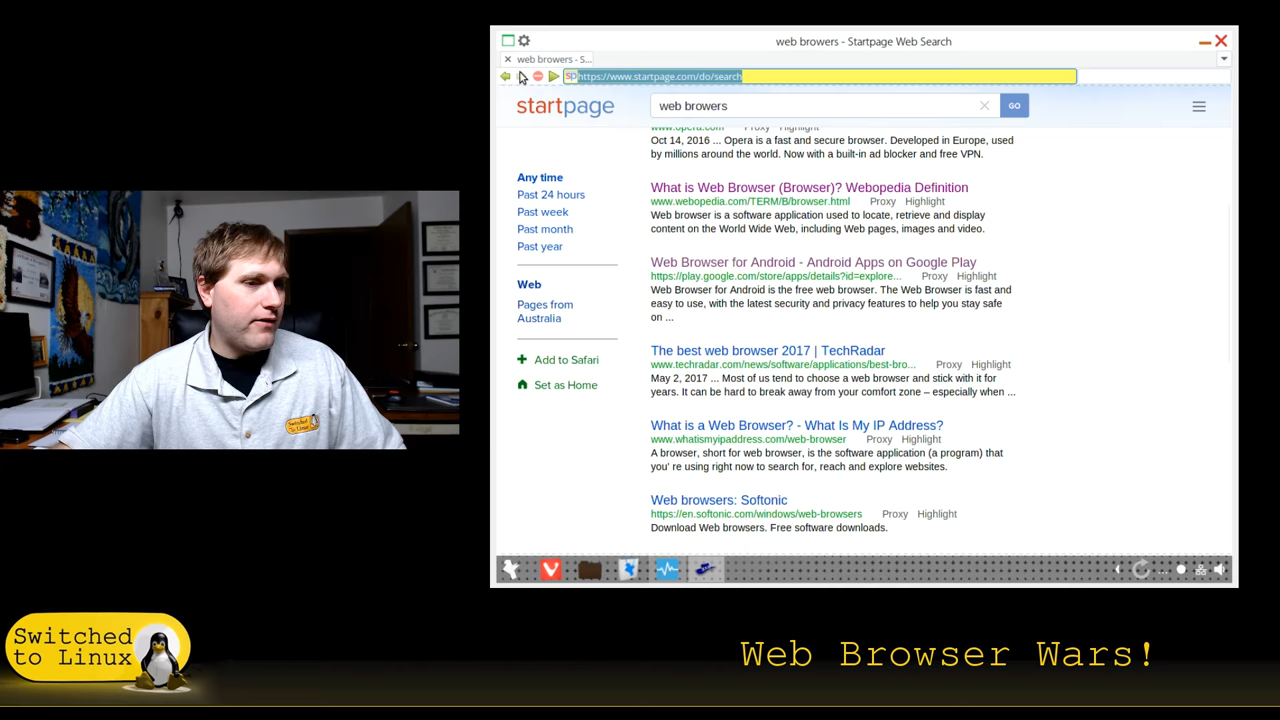 web browers - Startpage Web Search
web browers - S...
https://www.startpage.com/do/search
startpage
web browers
GO
www.opera.com Proxy Highlight
Oct 14, 2016 ... Opera is a fast and secure browser. Developed in Europe, used
by millions around the world. Now with a built-in ad blocker and free VPN.
Any time
Past 24 hours
Past week
Past month
Past year
Web
Pages from
Australia
Add to Safari
Set as Home
What is Web Browser (Browser)? Webopedia Definition
www.webopedia.com/TERM/B/browser.html Proxy Highlight
Web browser is a software application used to locate, retrieve and display
content on the World Wide Web, including Web pages, images and video.
Web Browser for Android - Android Apps on Google Play
https://play.google.com/store/apps/details?id=explore... Proxy Highlight
Web Browser for Android is the free web browser. The Web Browser is fast and
easy to use, with the latest security and privacy features to help you stay safe
on ...
The best web browser 2017 | TechRadar
www.techradar.com/news/software/applications/best-bro... Proxy Highlight
May 2, 2017 ... Most of us tend to choose a web browser and stick with it for
years. It can be hard to break away from your comfort zone – especially when ...
What is a Web Browser? - What Is My IP Address?
www.whatismyipaddress.com/web-browser Proxy Highlight
A browser, short for web browser, is the software application (a program) that
you' re using right now to search for, reach and explore websites.
Web browsers: Softonic
https://en.softonic.com/windows/web-browsers Proxy Highlight
Download Web browsers. Free software downloads.
Switched
to Linux
Web Browser Wars!